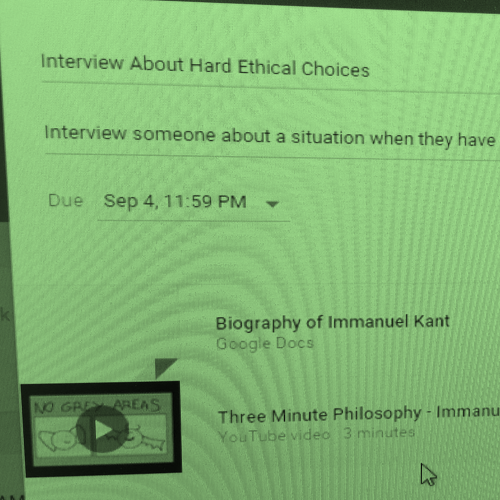 Interview About Hard Ethical Choices
Interview someone about a situation when they have
Due Sep 4, 11:59 PM
Biography of Immanuel Kant
Google Docs
NO GREY AREAS
Three Minute Philosophy - Immanu
YouTube video 3 minutes